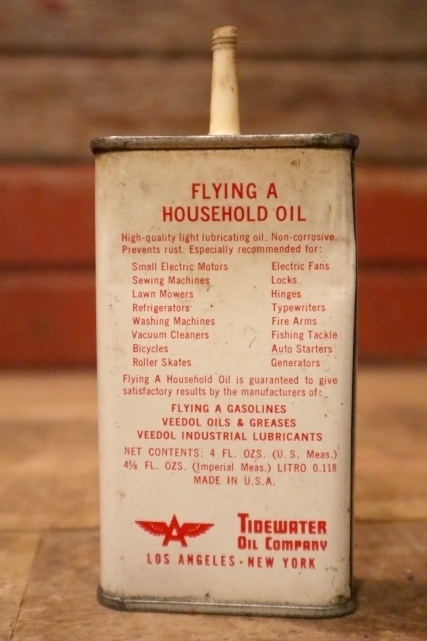 FLYING A
HOUSEHOLD OIL
High-quality light lubricating oil. Non-corrosive.
Prevents rust. Especially recommended for:
Small Electric Motors Electric Fans
Sewing Machines Locks
Lawn Mowers Hinges
Refrigerators Typewriters
Washing Machines Fire Arms
Vacuum Cleaners Fishing Tackle
Bicycles Auto Starters
Roller Skates Generators
Flying A Household Oil is guaranteed to give
satisfactory results by the manufacturers of:
FLYING A GASOLINES
VEEDOL OILS & GREASES
VEEDOL INDUSTRIAL LUBRICANTS
NET CONTENTS: 4 FL. OZS. (U.S. Meas.)
4⅛ FL. OZS. (Imperial Meas.) LITRO 0.118
MADE IN U.S.A.
A TIDEWATER
OIL COMPANY
LOS ANGELES • NEW YORK